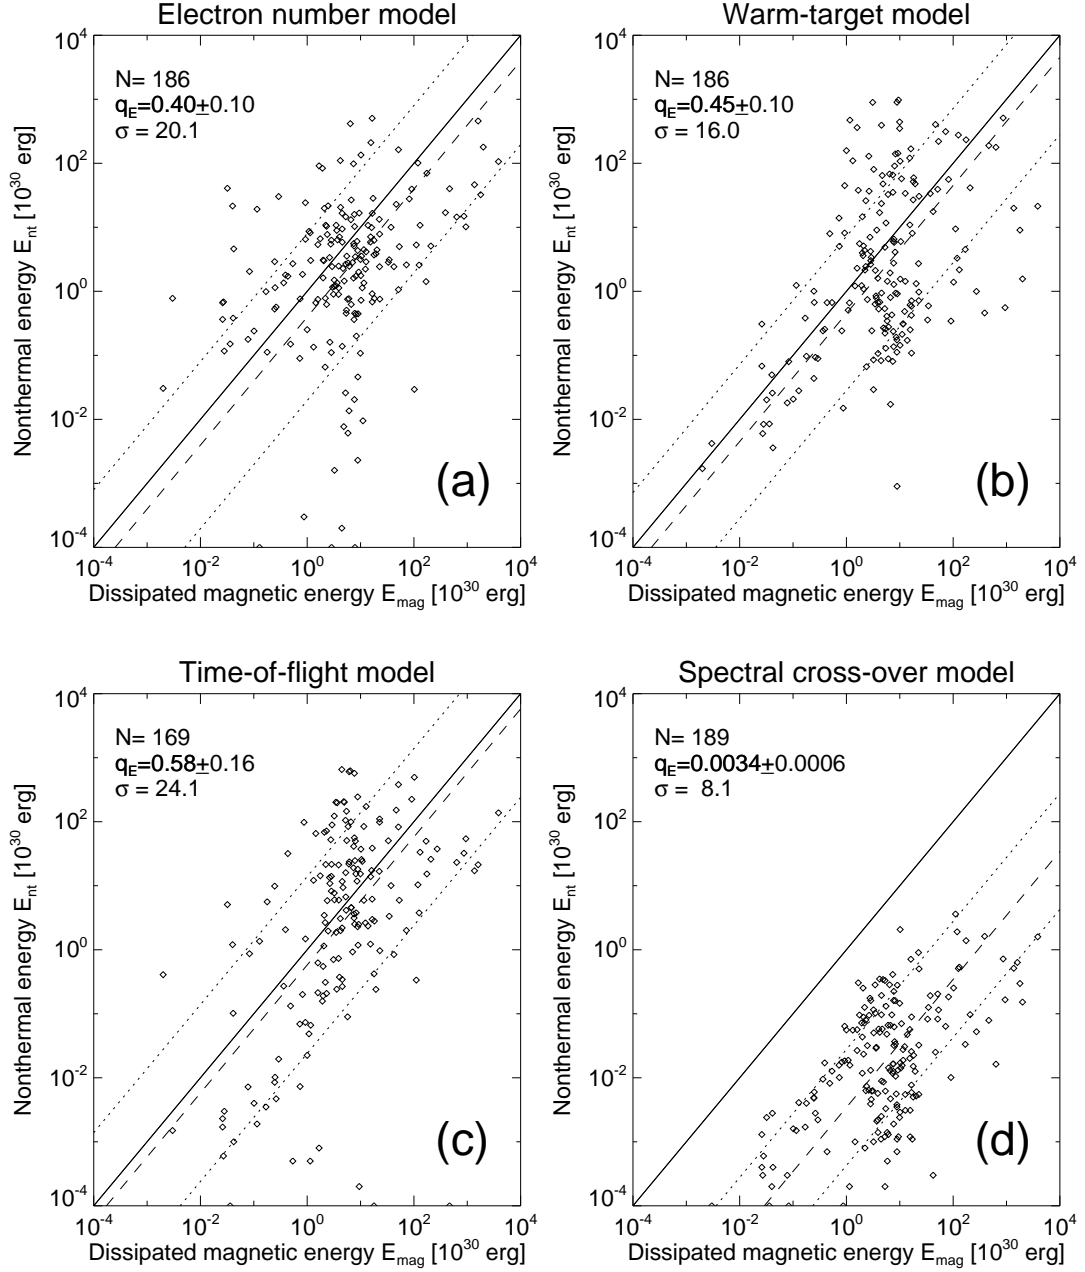 Electron number model
10^4
10^2
10^0
10^-2
10^-4
Nonthermal energy E_nt [10^30 erg]
N= 186
q_E=0.40±0.10
σ = 20.1
(a)
10^-4 10^-2 10^0 10^2 10^4
Dissipated magnetic energy E_mag [10^30 erg]
Warm-target model
10^4
10^2
10^0
10^-2
10^-4
Nonthermal energy E_nt [10^30 erg]
N= 186
q_E=0.45±0.10
σ = 16.0
(b)
10^-4 10^-2 10^0 10^2 10^4
Dissipated magnetic energy E_mag [10^30 erg]
Time-of-flight model
10^4
10^2
10^0
10^-2
10^-4
Nonthermal energy E_nt [10^30 erg]
N= 169
q_E=0.58±0.16
σ = 24.1
(c)
10^-4 10^-2 10^0 10^2 10^4
Dissipated magnetic energy E_mag [10^30 erg]
Spectral cross-over model
10^4
10^2
10^0
10^-2
10^-4
Nonthermal energy E_nt [10^30 erg]
N= 189
q_E=0.0034±0.0006
σ = 8.1
(d)
10^-4 10^-2 10^0 10^2 10^4
Dissipated magnetic energy E_mag [10^30 erg]